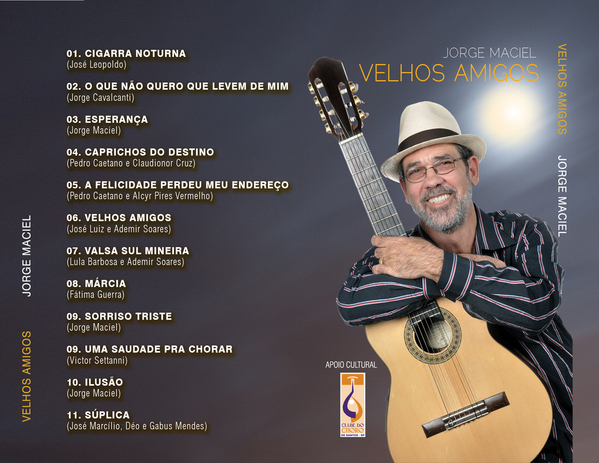 01. CIGARRA NOTURNA
(José Leopoldo)
02. O QUE NÃO QUERO QUE LEVEM DE MIM
(Jorge Cavalcanti)
03. ESPERANÇA
(Jorge Maciel)
04. CAPRICHOS DO DESTINO
(Pedro Caetano e Claudionor Cruz)
05. A FELICIDADE PERDEU MEU ENDEREÇO
(Pedro Caetano e Alcyr Pires Vermelho)
06. VELHOS AMIGOS
(José Luiz e Ademir Soares)
07. VALSA SUL MINEIRA
(Lula Barbosa e Ademir Soares)
08. MÁRCIA
(Fátima Guerra)
09. SORRISO TRISTE
(Jorge Maciel)
09. UMA SAUDADE PRA CHORAR
(Victor Settanni)
10. ILUSÃO
(Jorge Maciel)
11. SÚPLICA
(José Marcílio, Déo e Gabus Mendes)
VELHOS AMIGOS JORGE MACIEL
JORGE MACIEL
VELHOS AMIGOS
APOIO CULTURAL
CLUBE DO
CHORO
DE SANTOS - SP
VELHOS AMIGOS JORGE MACIEL